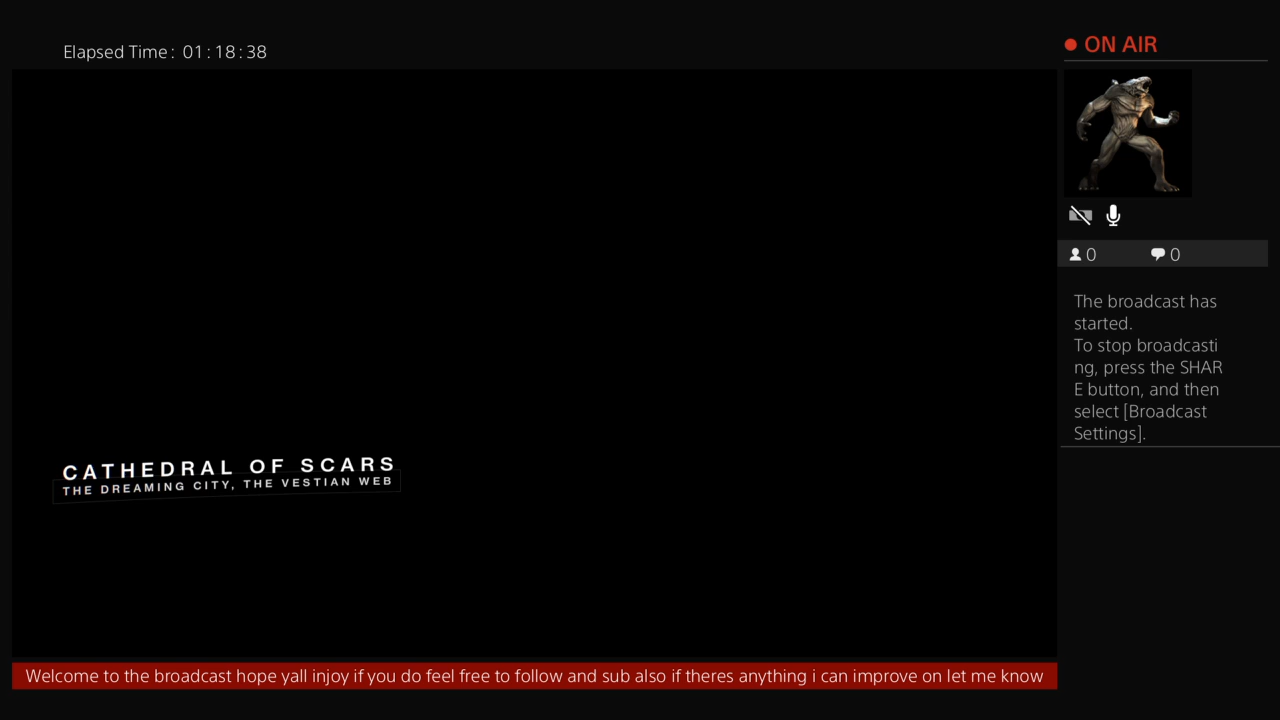 Elapsed Time: 01:18:38
ON AIR
0 0
The broadcast has
started.
To stop broadcasti
ng, press the SHAR
E button, and then
select [Broadcast
Settings].
CATHEDRAL OF SCARS
THE DREAMING CITY, THE VESTIAN WEB
Welcome to the broadcast hope yall injoy if you do feel free to follow and sub also if theres anything i can improve on let me know